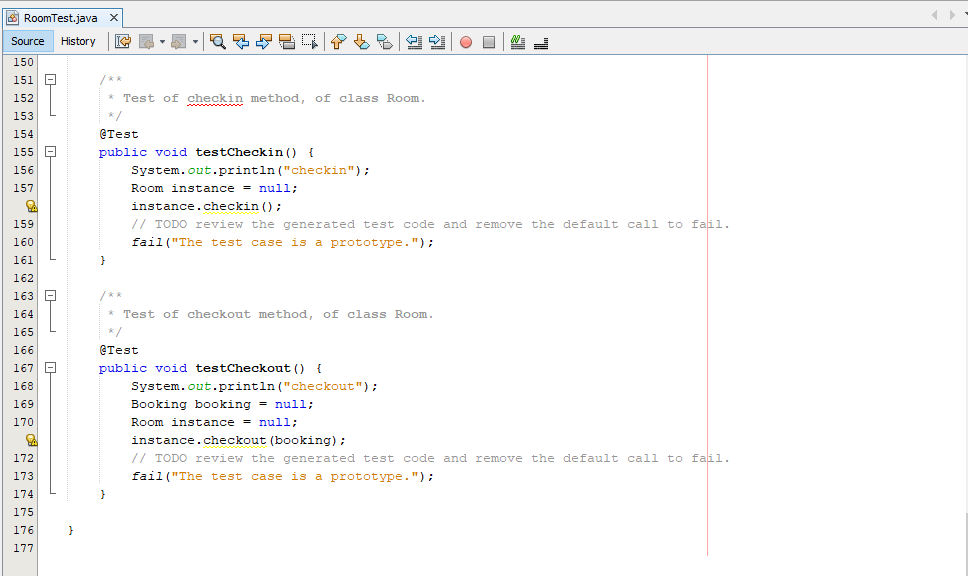 RoomTest.java
Source History
150
151 /**
152 * Test of checkin method, of class Room.
153 */
154 @Test
155 public void testCheckin() {
156 System.out.println("checkin");
157 Room instance = null;
instance.checkin();
159 // TODO review the generated test code and remove the default call to fail.
160 fail("The test case is a prototype.");
161 }
162
163 /**
164 * Test of checkout method, of class Room.
165 */
166 @Test
167 public void testCheckout() {
168 System.out.println("checkout");
169 Booking booking = null;
170 Room instance = null;
instance.checkout(booking);
172 // TODO review the generated test code and remove the default call to fail.
173 fail("The test case is a prototype.");
174 }
175
176 }
177